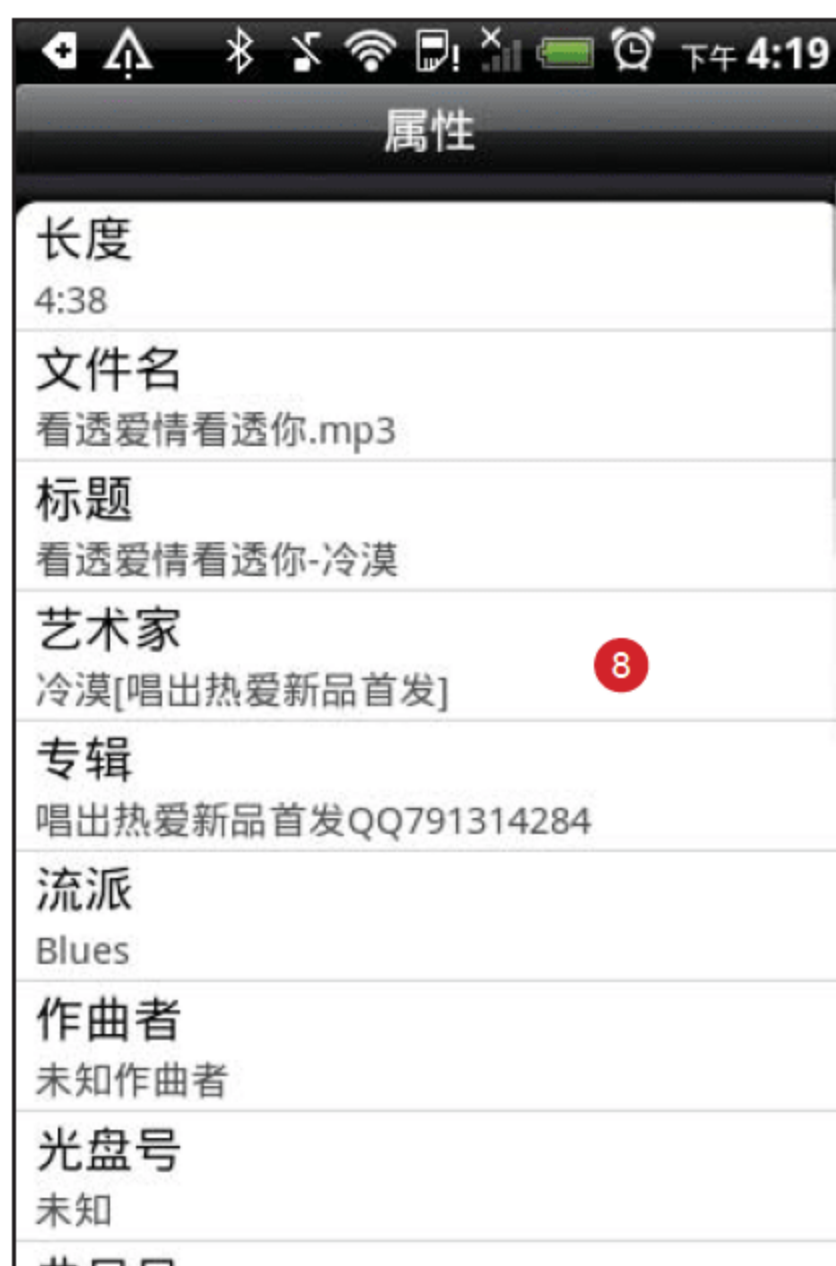 下午 4:19
属性
长度
4:38
文件名
看透爱情看透你.mp3
标题
看透爱情看透你-冷漠
艺术家
8
冷漠[唱出热爱新品首发]
专辑
唱出热爱新品首发QQ791314284
流派
Blues
作曲者
未知作曲者
光盘号
未知